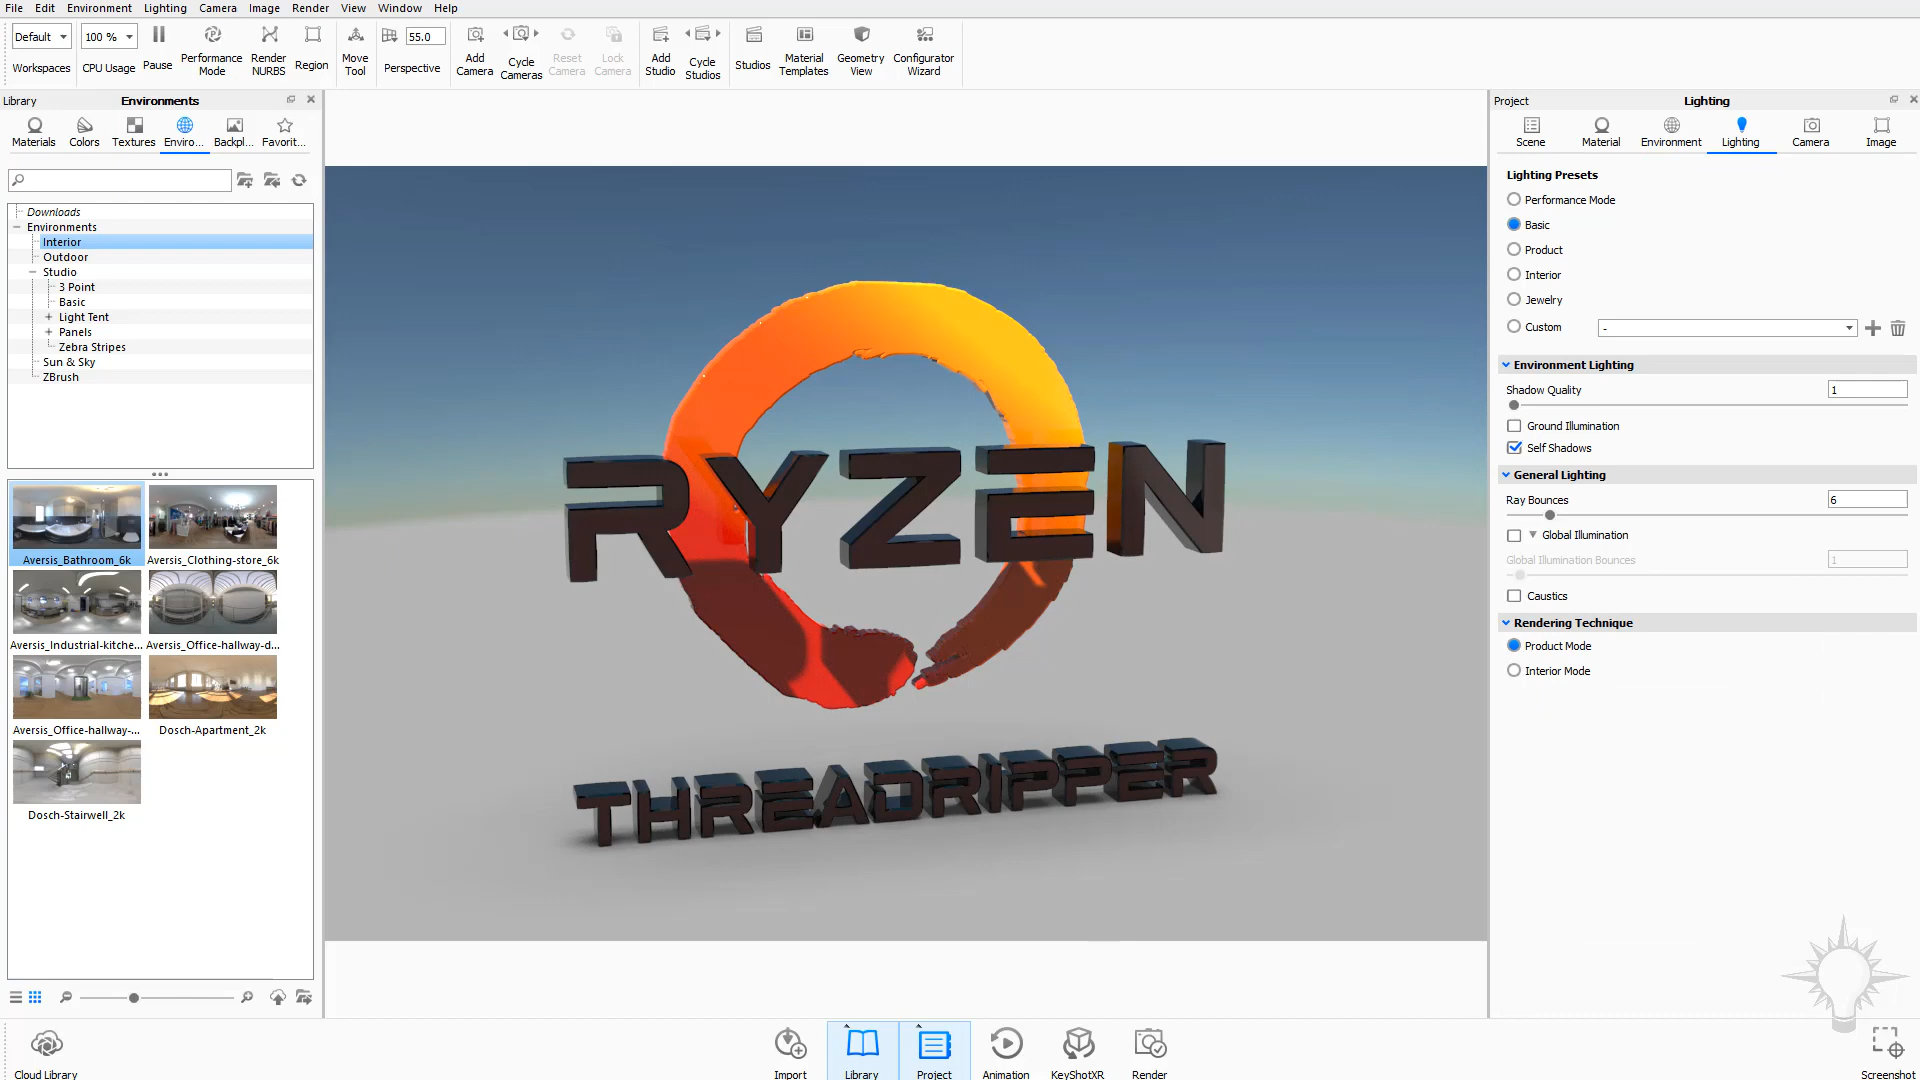 File Edit Environment Lighting Camera Image Render View Window Help
Default 100 % Pause Performance Mode Render NURBS Region Move Tool 55.0 Add Camera Cycle Cameras Reset Camera Lock Camera Add Studio Cycle Studios Studios Material Templates Geometry View Configurator Wizard
Workspaces CPU Usage Perspective
Library Environments
Materials Colors Textures Enviro... Backpl... Favorit...
Downloads
Environments
Interior
Outdoor
Studio
3 Point
Basic
Light Tent
Panels
Zebra Stripes
Sun & Sky
ZBrush
Aversis_Bathroom_6k Aversis_Clothing-store_6k
Aversis_Industrial-kitche... Aversis_Office-hallway-d...
Aversis_Office-hallway-... Dosch-Apartment_2k
Dosch-Stairwell_2k
RYZEN
THREADRIPPER
Project Lighting
Scene Material Environment Lighting Camera Image
Lighting Presets
Performance Mode
Basic
Product
Interior
Jewelry
Custom -
Environment Lighting
Shadow Quality 1
Ground Illumination
Self Shadows
General Lighting
Ray Bounces 6
Global Illumination
Global Illumination Bounces 1
Caustics
Rendering Technique
Product Mode
Interior Mode
Cloud Library Import Library Project Animation KeyShotXR Render Screenshot